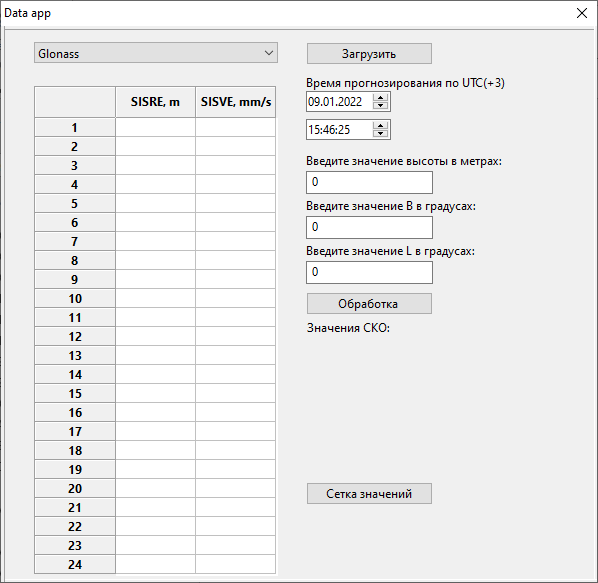 Data app
Glonass
Загрузить
Время прогнозирования по UTC(+3)
09.01.2022
15:46:25
Введите значение высоты в метрах:
0
Введите значение B в градусах:
0
Введите значение L в градусах:
0
Обработка
Значения СКО:
Сетка значений
SISRE, m SISVE, mm/s
1
2
3
4
5
6
7
8
9
10
11
12
13
14
15
16
17
18
19
20
21
22
23
24